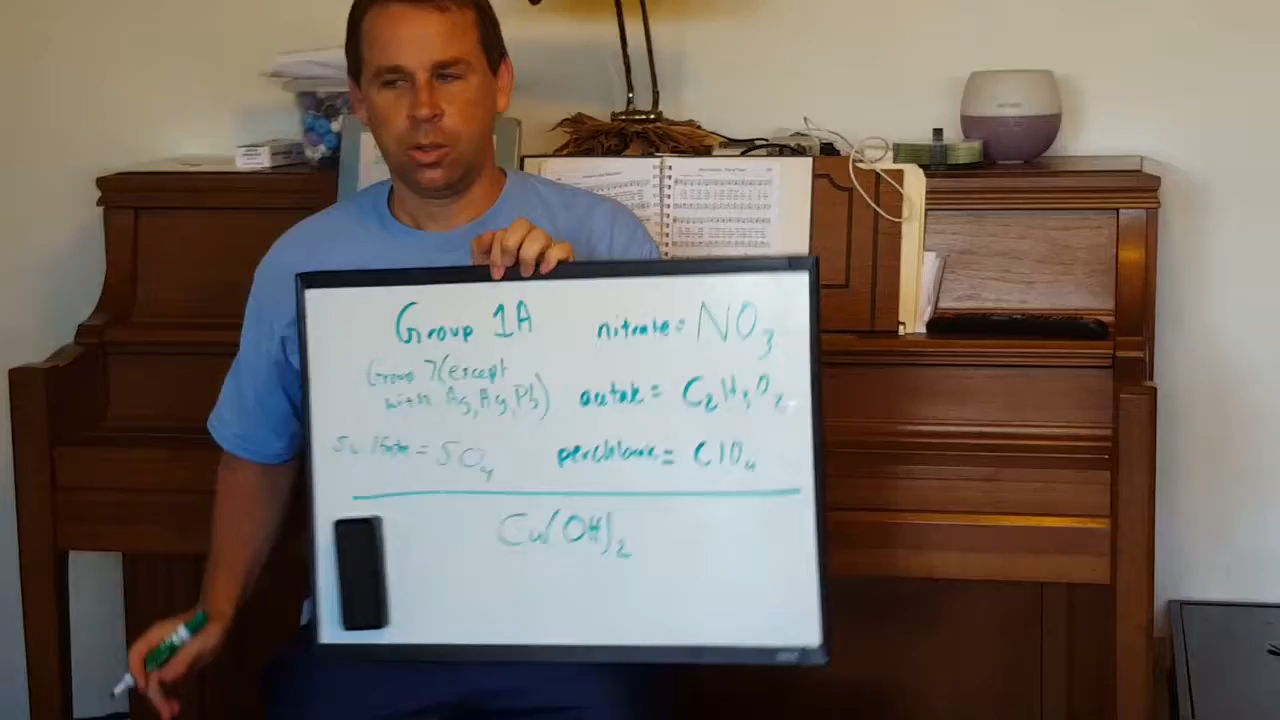 Group 1A
Group 7(except
with Ag, Hg, Pb)
Sulfate = SO4
nitrate = NO3
acetate = C2H3O2
perchlorate = ClO4
Cu(OH)2